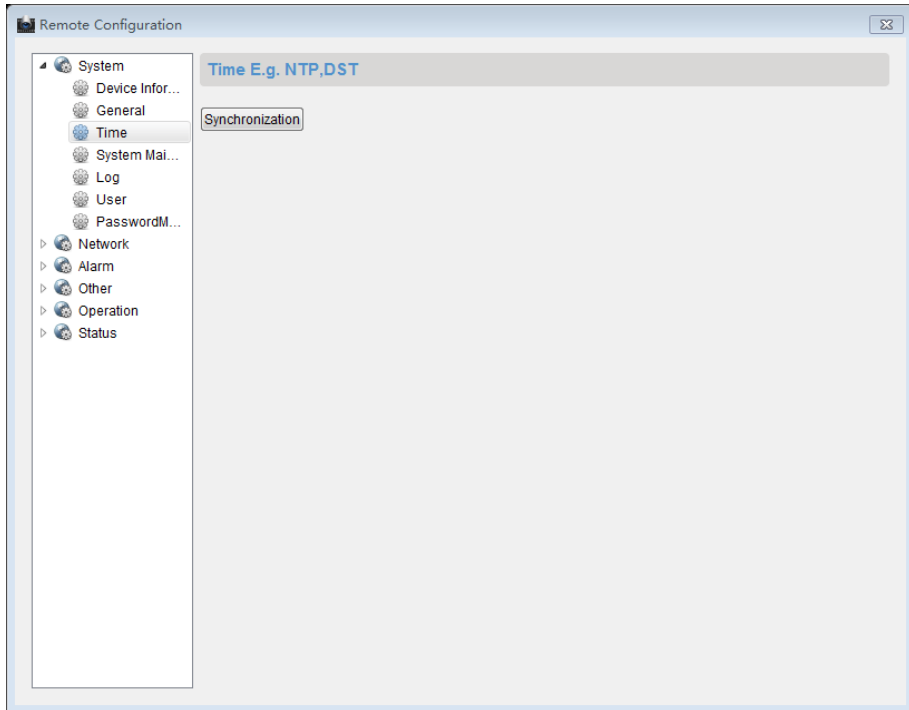 Remote Configuration
System
Device Infor...
General
Time
System Mai...
Log
User
PasswordM...
Network
Alarm
Other
Operation
Status
Time E.g. NTP,DST
Synchronization